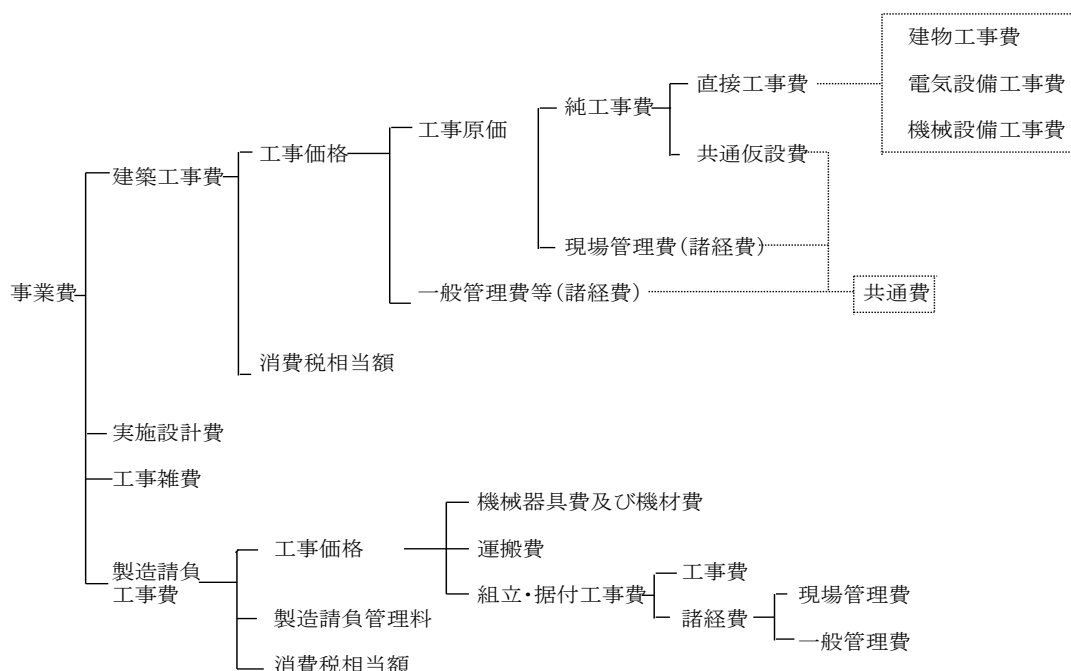 建物工事費
電気設備工事費
機械設備工事費
直接工事費
純工事費
工事原価
共通仮設費
工事価格
建築工事費
現場管理費(諸経費)
一般管理費等(諸経費)
共通費
事業費
消費税相当額
実施設計費
工事雑費
機械器具費及び機材費
工事価格
運搬費
製造請負
工事費
組立・据付工事費
工事費
諸経費
現場管理費
一般管理費
製造請負管理料
消費税相当額